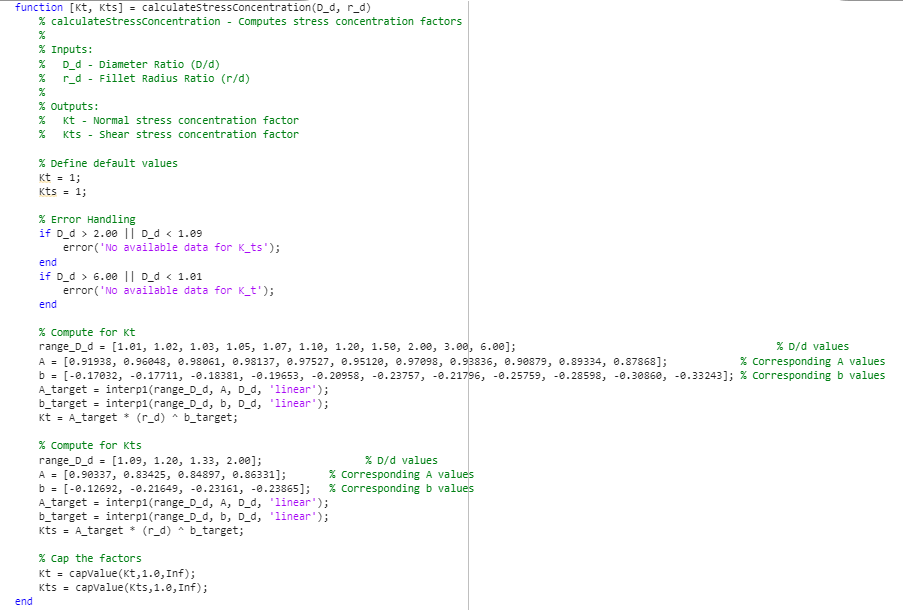 function [Kt, Kts] = calculateStressConcentration(D_d, r_d)
% calculateStressConcentration - Computes stress concentration factors
%
% Inputs:
%   D_d - Diameter Ratio (D/d)
%   r_d - Fillet Radius Ratio (r/d)
%
% Outputs:
%   Kt - Normal stress concentration factor
%   Kts - Shear stress concentration factor
% Define default values
Kt = 1;
Kts = 1;
% Error Handling
if D_d > 2.00 || D_d < 1.09
error('No available data for K_ts');
end
if D_d > 6.00 || D_d < 1.01
error('No available data for K_t');
end
% Compute for Kt
range_D_d = [1.01, 1.02, 1.03, 1.05, 1.07, 1.10, 1.20, 1.50, 2.00, 3.00, 6.00]; % D/d values
A = [0.91938, 0.96048, 0.98061, 0.98137, 0.97527, 0.95120, 0.97098, 0.93836, 0.90879, 0.89334, 0.87868]; % Corresponding A values
b = [-0.17032, -0.17711, -0.18381, -0.19653, -0.20958, -0.23757, -0.21796, -0.25759, -0.28598, -0.30860, -0.33243]; % Corresponding b values
A_target = interp1(range_D_d, A, D_d, 'linear');
b_target = interp1(range_D_d, b, D_d, 'linear');
Kt = A_target * (r_d) ^ b_target;
% Compute for Kts
range_D_d = [1.09, 1.20, 1.33, 2.00]; % D/d values
A = [0.90337, 0.83425, 0.84897, 0.86331]; % Corresponding A values
b = [-0.12692, -0.21649, -0.23161, -0.23865]; % Corresponding b values
A_target = interp1(range_D_d, A, D_d, 'linear');
b_target = interp1(range_D_d, b, D_d, 'linear');
Kts = A_target * (r_d) ^ b_target;
% Cap the factors
Kt = capValue(Kt,1.0,Inf);
Kts = capValue(Kts,1.0,Inf);
end